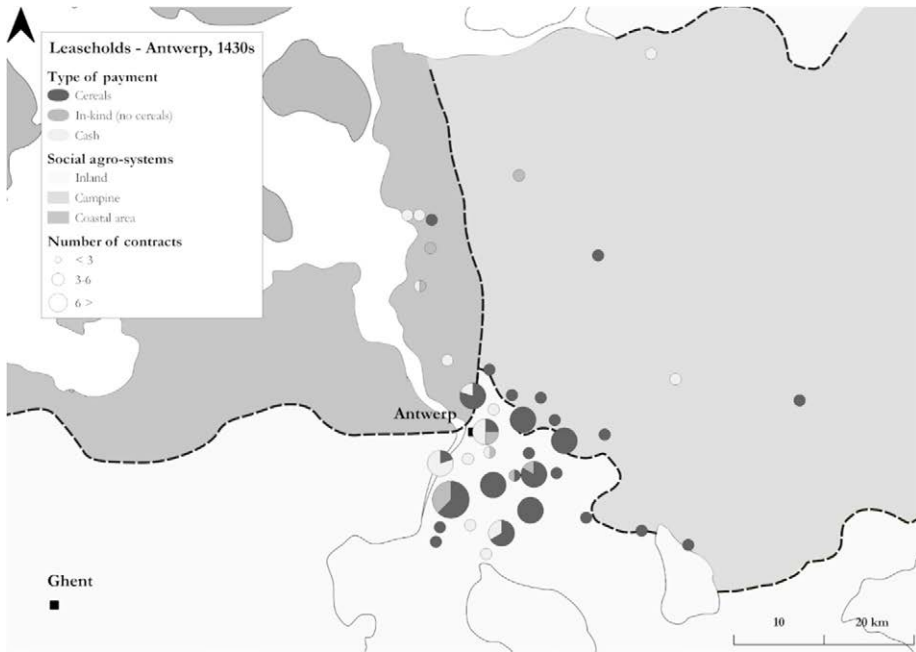 Leaseholds - Antwerp, 1430s
Type of payment
Cereals
In-kind (no cereals)
Cash
Social agro-systems
Inland
Campine
Coastal area
Number of contracts
< 3
3-6
6 >
Antwerp
Ghent
10 20 km